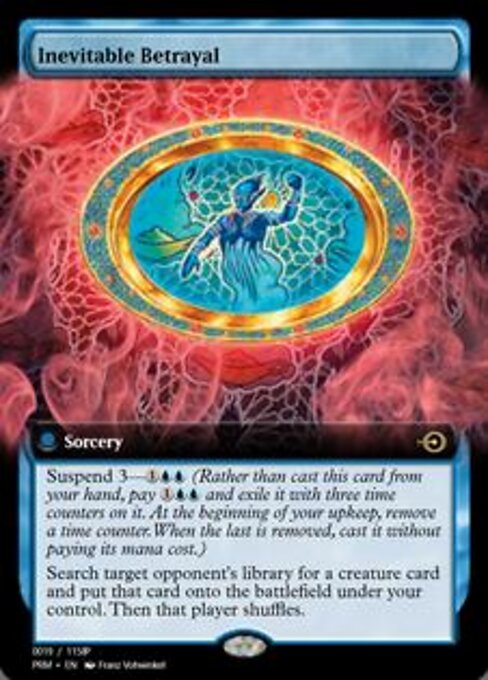 Inevitable Betrayal
Sorcery
Suspend 3—1UU (Rather than cast this card from
your hand, pay 1UU and exile it with three time
counters on it. At the beginning of your upkeep, remove
a time counter. When the last is removed, cast it without
paying its mana cost.)
Search target opponent's library for a creature card
and put that card onto the battlefield under your
control. Then that player shuffles.
0019 / 115P
PRM • EN Franz Vohwinkel